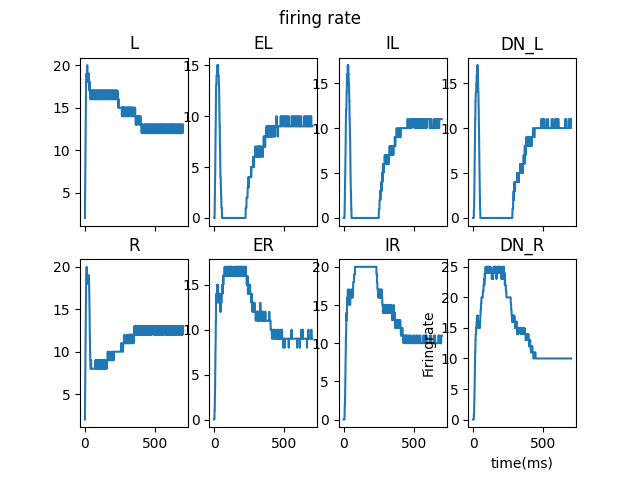 firing rate
L EL IL DN_L
20 15 15 15
15 10 10 10
10 5 5 5
5 0 0 0
R ER IR DN_R
20 15 20 25
15 10 15 20
10 5 10 15
5 0 5 10
0 5
0
FiringRate
0 500 0 500 0 500 0 500
time(ms)